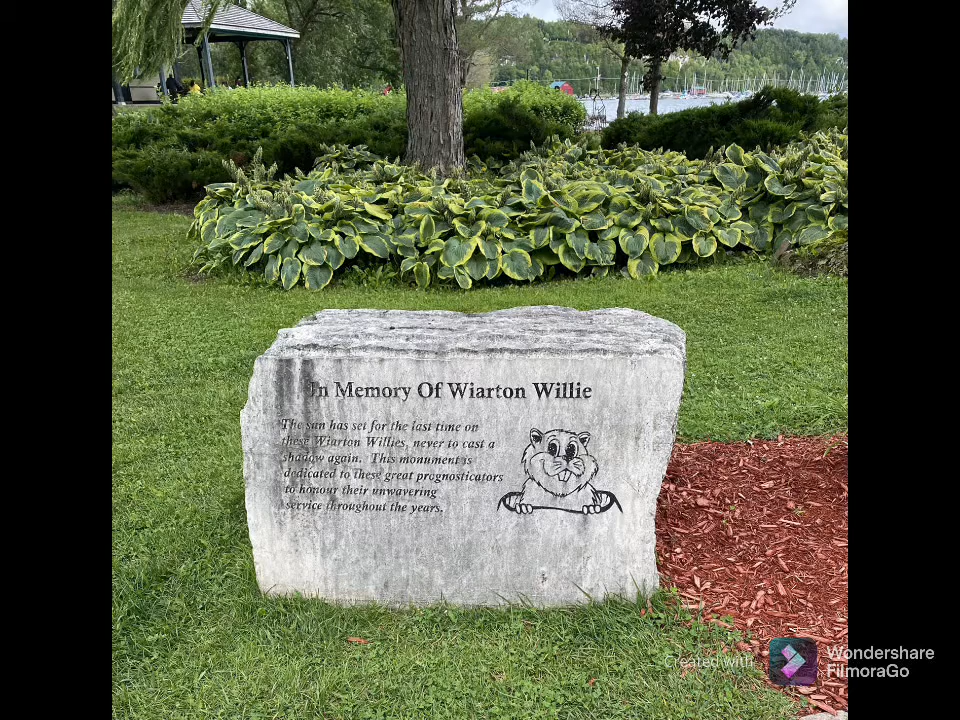 In Memory Of Wiarton Willie
The sun has set for the last time on
these Wiarton Willies, never to cast a
shadow again. This monument is
dedicated to these great prognosticators
to honour their unwavering
service throughout the years.
Created with
Wondershare
FilmoraGo